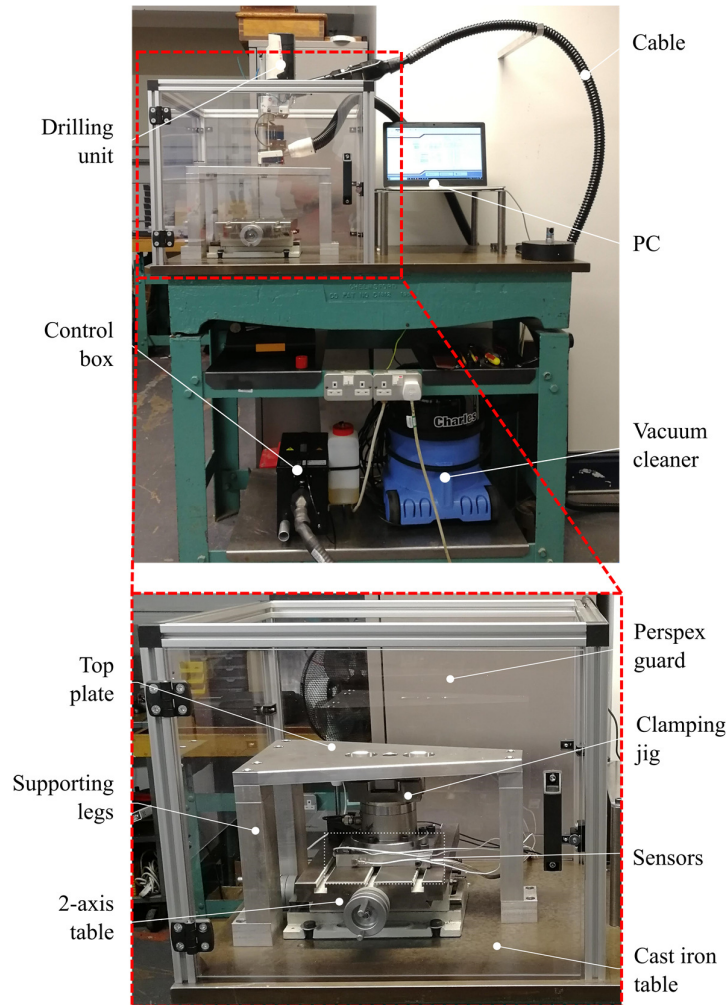 Cable
Drilling
unit
PC
Control
box
Charles
Vacuum
cleaner
Perspex
guard
Top
plate
Clamping
jig
Supporting
legs
Sensors
2-axis
table
Cast iron
table